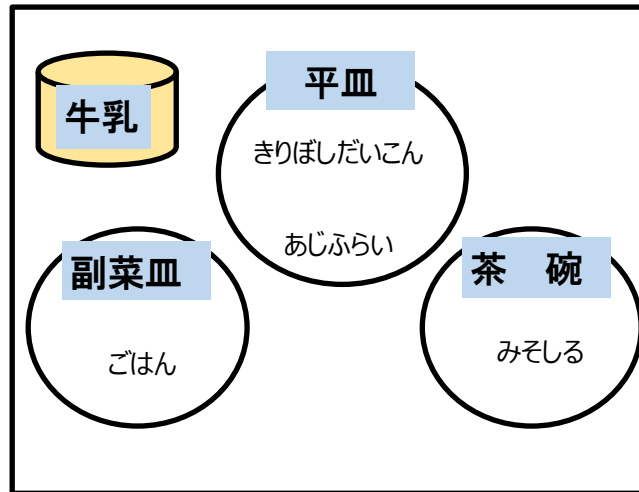 牛乳
平皿
きりぼしだいこん
あじふらい
副菜皿
ごはん
茶　碗
みそしる